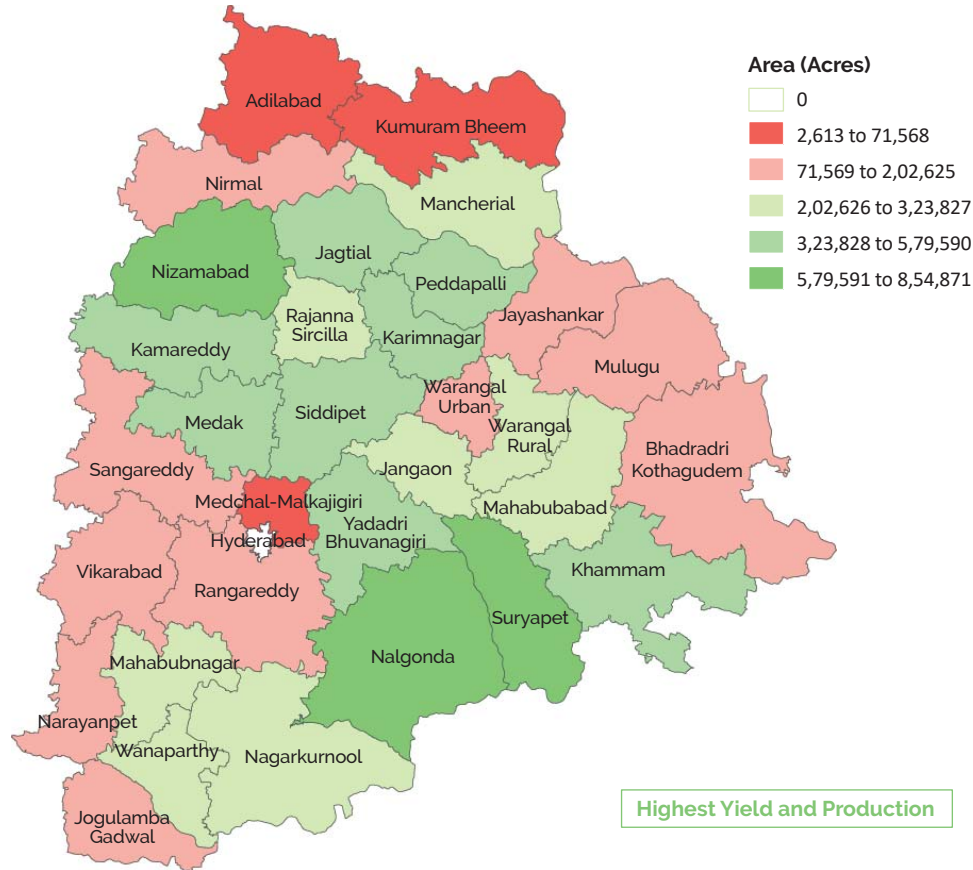 Area (Acres)
0
2,613 to 71,568
71,569 to 2,02,625
2,02,626 to 3,23,827
3,23,828 to 5,79,590
5,79,591 to 8,54,871
Adilabad
Kumuram Bheem
Nirmal
Mancherial
Jagtial
Nizamabad
Peddapalli
Rajanna
Sircilla
Jayashankar
Karimnagar
Kamareddy
Mulugu
Warangal
Urban
Siddipet
Medak
Warangal
Rural
Bhadradri
Kothagudem
Sangareddy
Jangaon
Medchal-Malkajigiri
Mahabubabad
Yadadri
Bhuvanagiri
Hyderabad
Vikarabad
Khammam
Rangareddy
Suryapet
Nalgonda
Mahabubnagar
Narayanpet
Wanaparthy
Nagarkurnool
Jogulamba
Gadwal
Highest Yield and Production